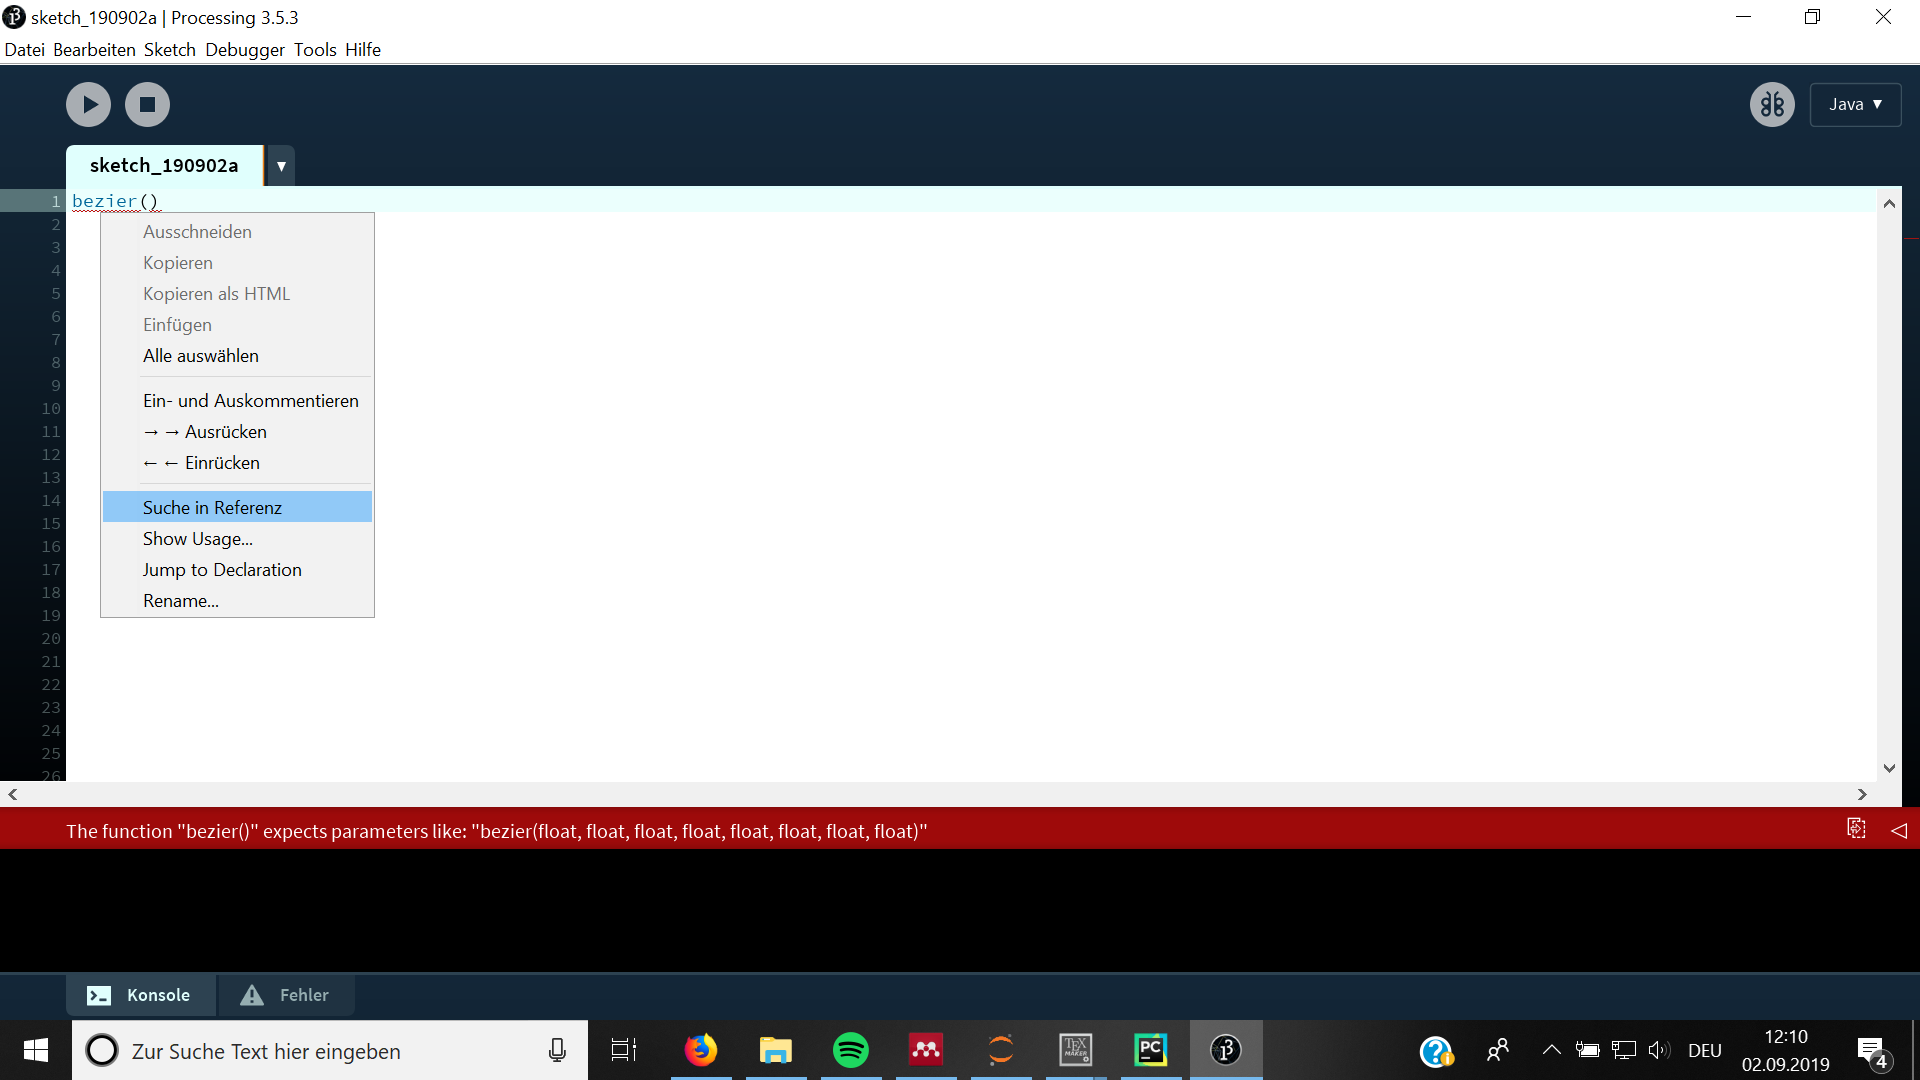 sketch_190902a | Processing 3.5.3
Datei Bearbeiten Sketch Debugger Tools Hilfe
Java ▼
sketch_190902a ▼
1 bezier()
2
3
4
5
6
7
8
9
10
11
12
13
14
15
16
17
18
19
20
21
22
23
24
25
26
Ausschneiden
Kopieren
Kopieren als HTML
Einfügen
Alle auswählen
Ein- und Auskommentieren
→ → Ausrücken
← ← Einrücken
Suche in Referenz
Show Usage...
Jump to Declaration
Rename...
The function "bezier()" expects parameters like: "bezier(float, float, float, float, float, float, float, float)"
Konsole Fehler
Zur Suche Text hier eingeben
TEX MAKER
PC
DEU
12:10
02.09.2019
4